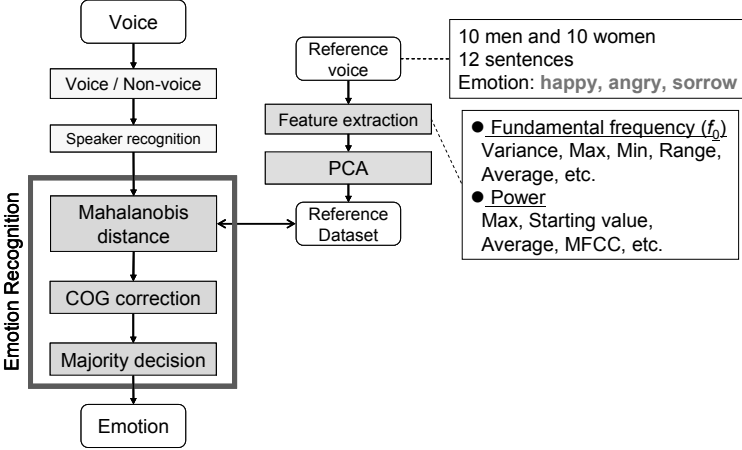 Voice
Voice / Non-voice
Speaker recognition
Emotion Recognition
Mahalanobis
distance
COG correction
Majority decision
Emotion
Reference
voice
Feature extraction
PCA
Reference
Dataset
10 men and 10 women
12 sentences
Emotion: happy, angry, sorrow
● Fundamental frequency (f0)
Variance, Max, Min, Range,
Average, etc.
● Power
Max, Starting value,
Average, MFCC, etc.